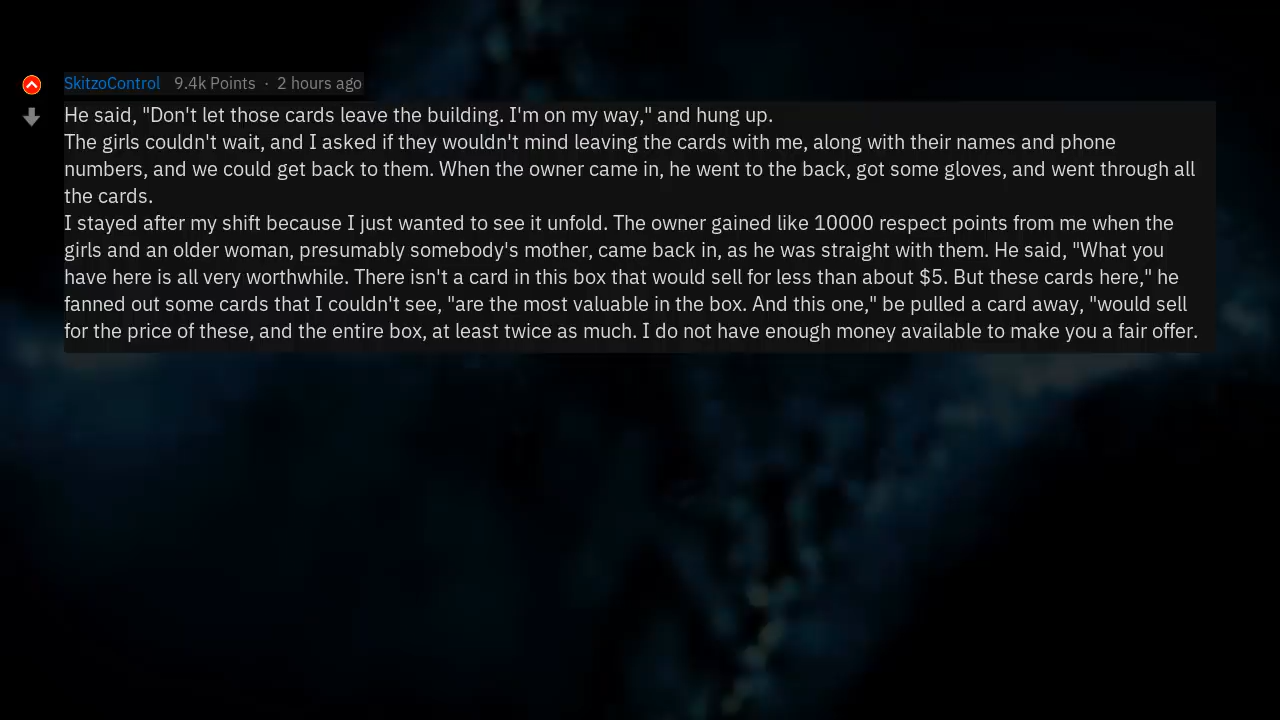 SkitzoControl 9.4k Points · 2 hours ago
He said, "Don't let those cards leave the building. I'm on my way," and hung up.
The girls couldn't wait, and I asked if they wouldn't mind leaving the cards with me, along with their names and phone
numbers, and we could get back to them. When the owner came in, he went to the back, got some gloves, and went through all
the cards.
I stayed after my shift because I just wanted to see it unfold. The owner gained like 10000 respect points from me when the
girls and an older woman, presumably somebody's mother, came back in, as he was straight with them. He said, "What you
have here is all very worthwhile. There isn't a card in this box that would sell for less than about $5. But these cards here," he
fanned out some cards that I couldn't see, "are the most valuable in the box. And this one," be pulled a card away, "would sell
for the price of these, and the entire box, at least twice as much. I do not have enough money available to make you a fair offer.